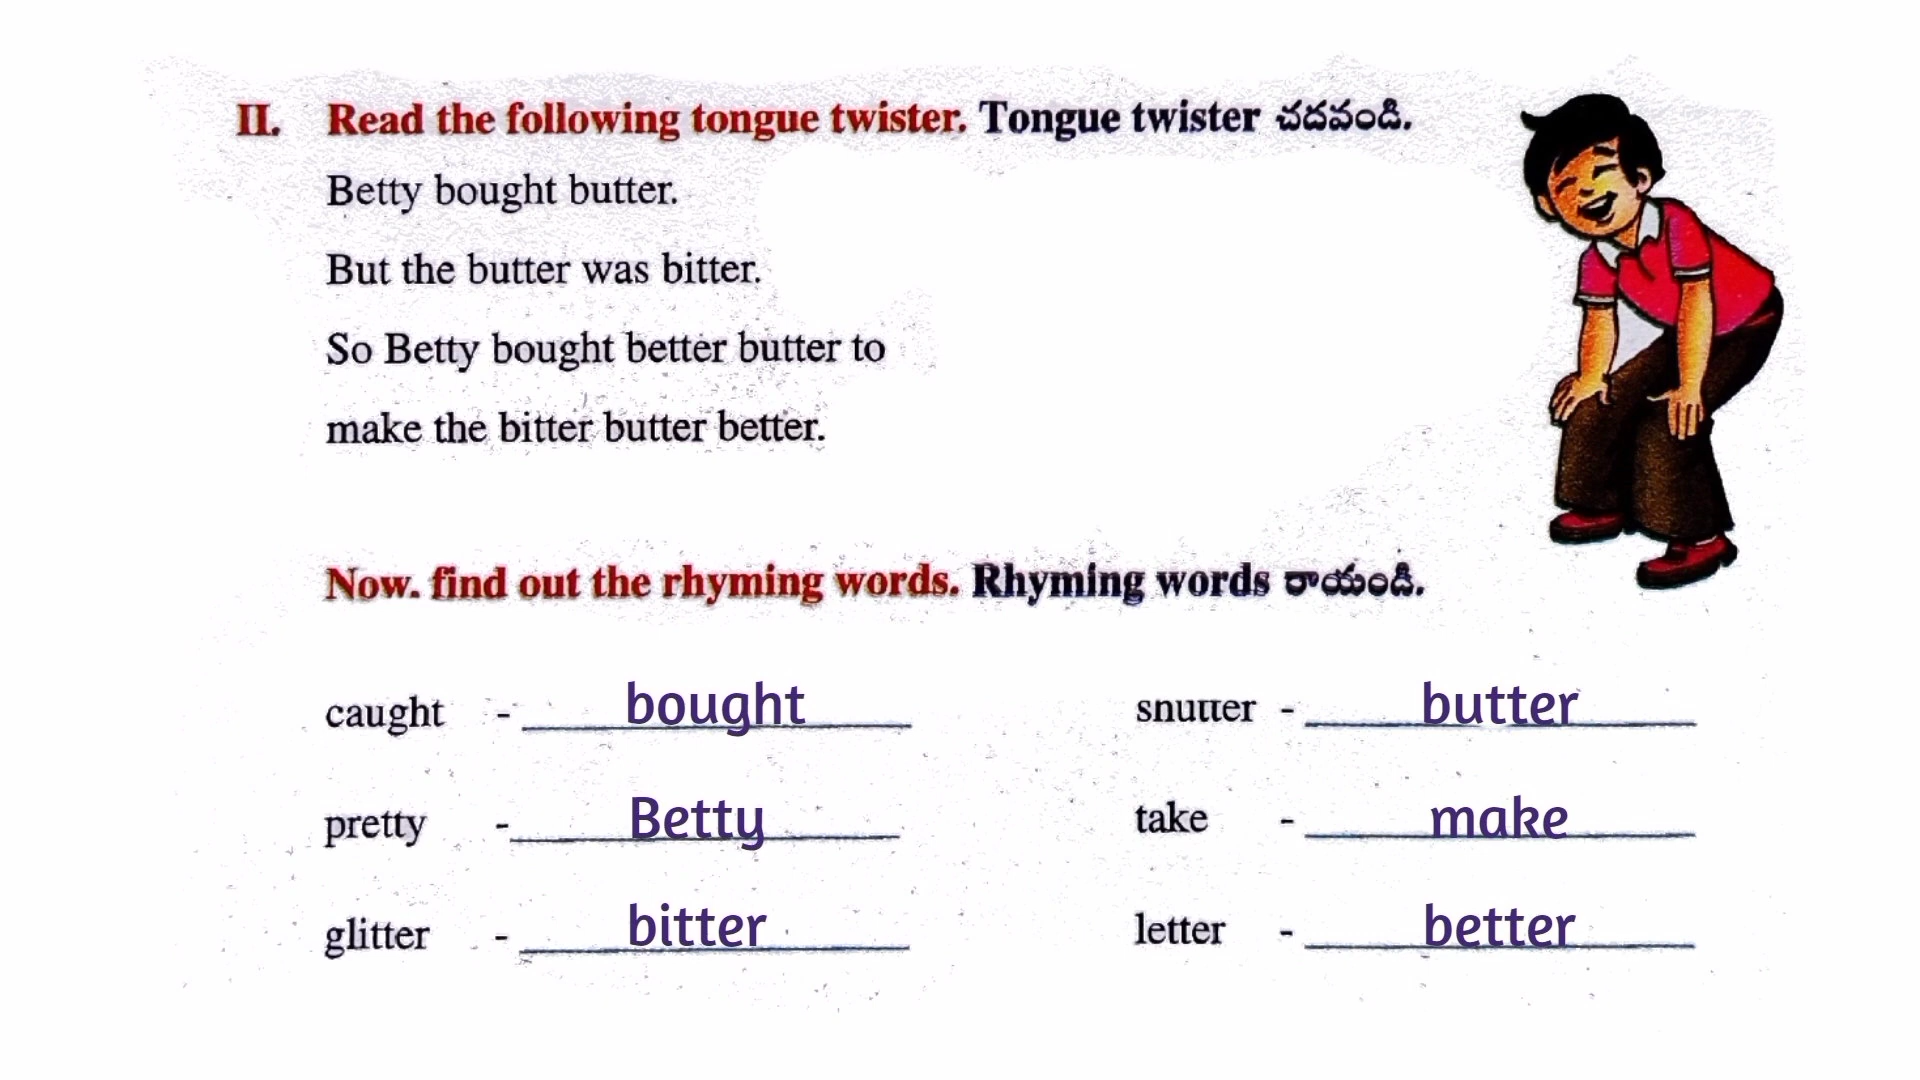 II. Read the following tongue twister. Tongue twister చదవండి.
Betty bought butter.
But the butter was bitter.
So Betty bought better butter to
make the bitter butter better.
Now. find out the rhyming words. Rhyming words రాయండి.
caught - bought
snutter - butter
pretty - Betty
take - make
glitter - bitter
letter - better